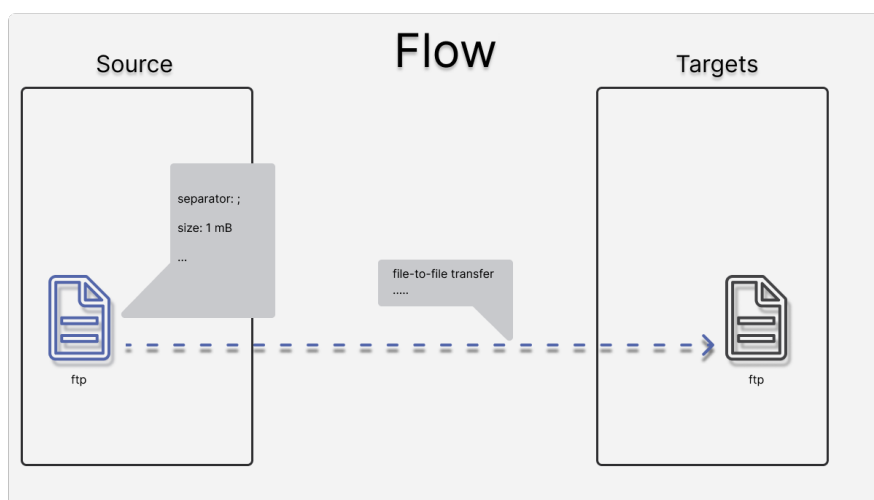 Flow
Source
Targets
separator: ;
size: 1 mB
...
file-to-file transfer
.....
ftp
ftp